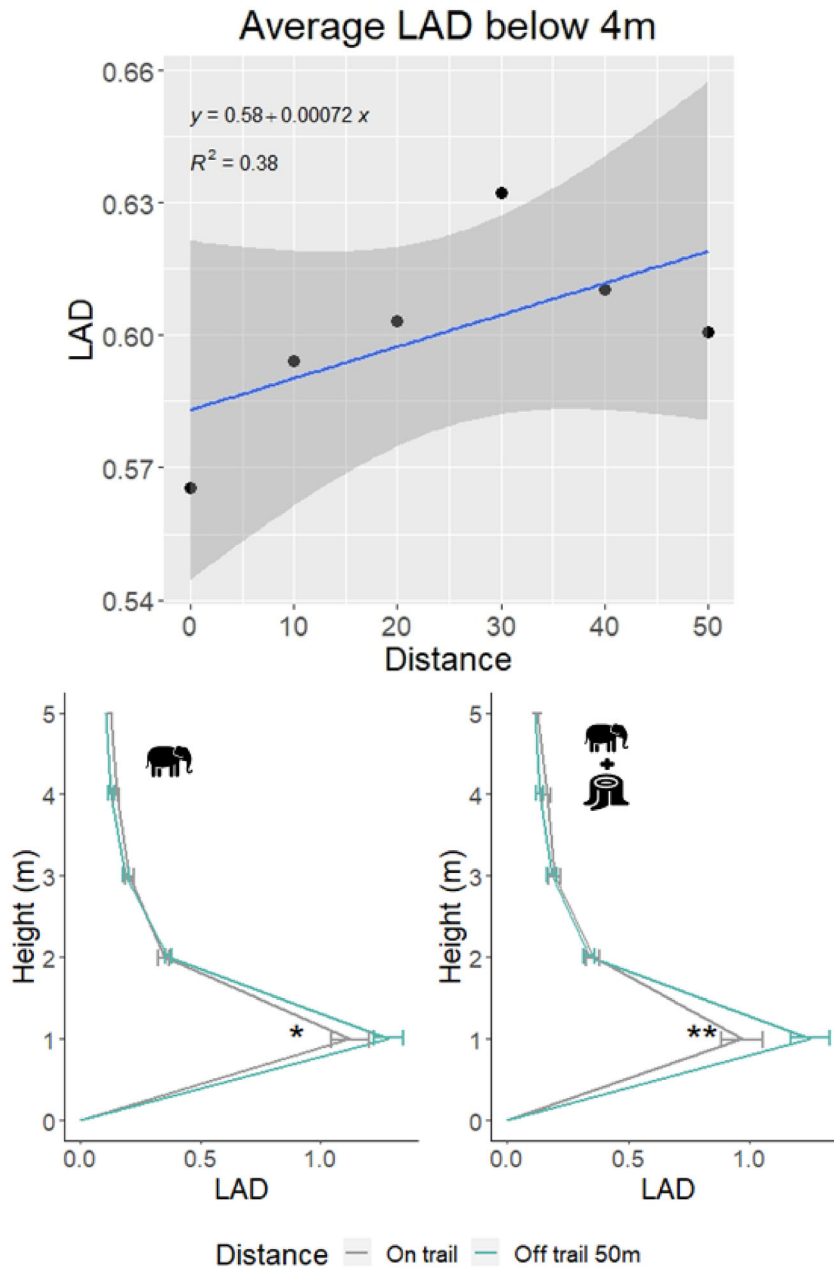 Average LAD below 4m
0.66
y = 0.58 + 0.00072 x
R² = 0.38
0.63
LAD
0.60
0.57
0.54
0 10 20 30 40 50
Distance
5
4
3
2
1
0
Height (m)
*
0.0 0.5 1.0
LAD
5
4
3
2
1
0
Height (m)
+
**
0.0 0.5 1.0
LAD
Distance On trail Off trail 50m